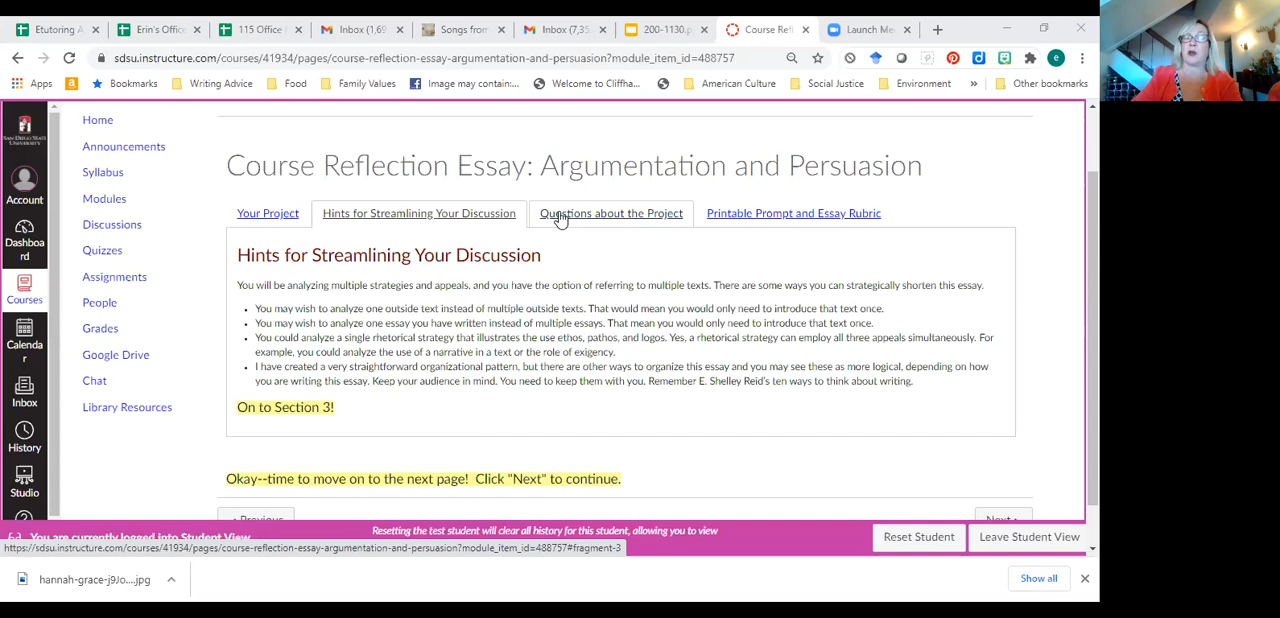 Etutoring A
Erin's Office
115 Office
Inbox (1,69
Songs from
Inbox (7,35
200-1130.p
Course Refl
Launch Me
sdsu.instructure.com/courses/41934/pages/course-reflection-essay-argumentation-and-persuasion?module_item_id=488757
e
Apps
Bookmarks
Writing Advice
Food
Family Values
Image may contain:...
Welcome to Cliffha...
American Culture
Social Justice
Environment
»
Other bookmarks
Account
Dashboa
rd
Courses
Calenda
r
Inbox
History
Studio
Home
Announcements
Syllabus
Modules
Discussions
Quizzes
Assignments
People
Grades
Google Drive
Chat
Library Resources
Course Reflection Essay: Argumentation and Persuasion
Your Project
Hints for Streamlining Your Discussion
Questions about the Project
Printable Prompt and Essay Rubric
Hints for Streamlining Your Discussion
You will be analyzing multiple strategies and appeals, and you have the option of referring to multiple texts. There are some ways you can strategically shorten this essay.
• You may wish to analyze one outside text instead of multiple outside texts. That would mean you would only need to introduce that text once.
• You may wish to analyze one essay you have written instead of multiple essays. That mean you would only need to introduce that text once.
• You could analyze a single rhetorical strategy that illustrates the use ethos, pathos, and logos. Yes, a rhetorical strategy can employ all three appeals simultaneously. For
example, you could analyze the use of a narrative in a text or the role of exigency.
• I have created a very straightforward organizational pattern, but there are other ways to organize this essay and you may see these as more logical, depending on how
you are writing this essay. Keep your audience in mind. You need to keep them with you. Remember E. Shelley Reid's ten ways to think about writing.
On to Section 3!
Okay--time to move on to the next page! Click "Next" to continue.
Previous
Next
You are currently logged into Student View
Resetting the test student will clear all history for this student, allowing you to view
Reset Student
Leave Student View
https://sdsu.instructure.com/courses/41934/pages/course-reflection-essay-argumentation-and-persuasion?module_item_id=488757#fragment-3
hannah-grace-j9Jo....jpg
Show all